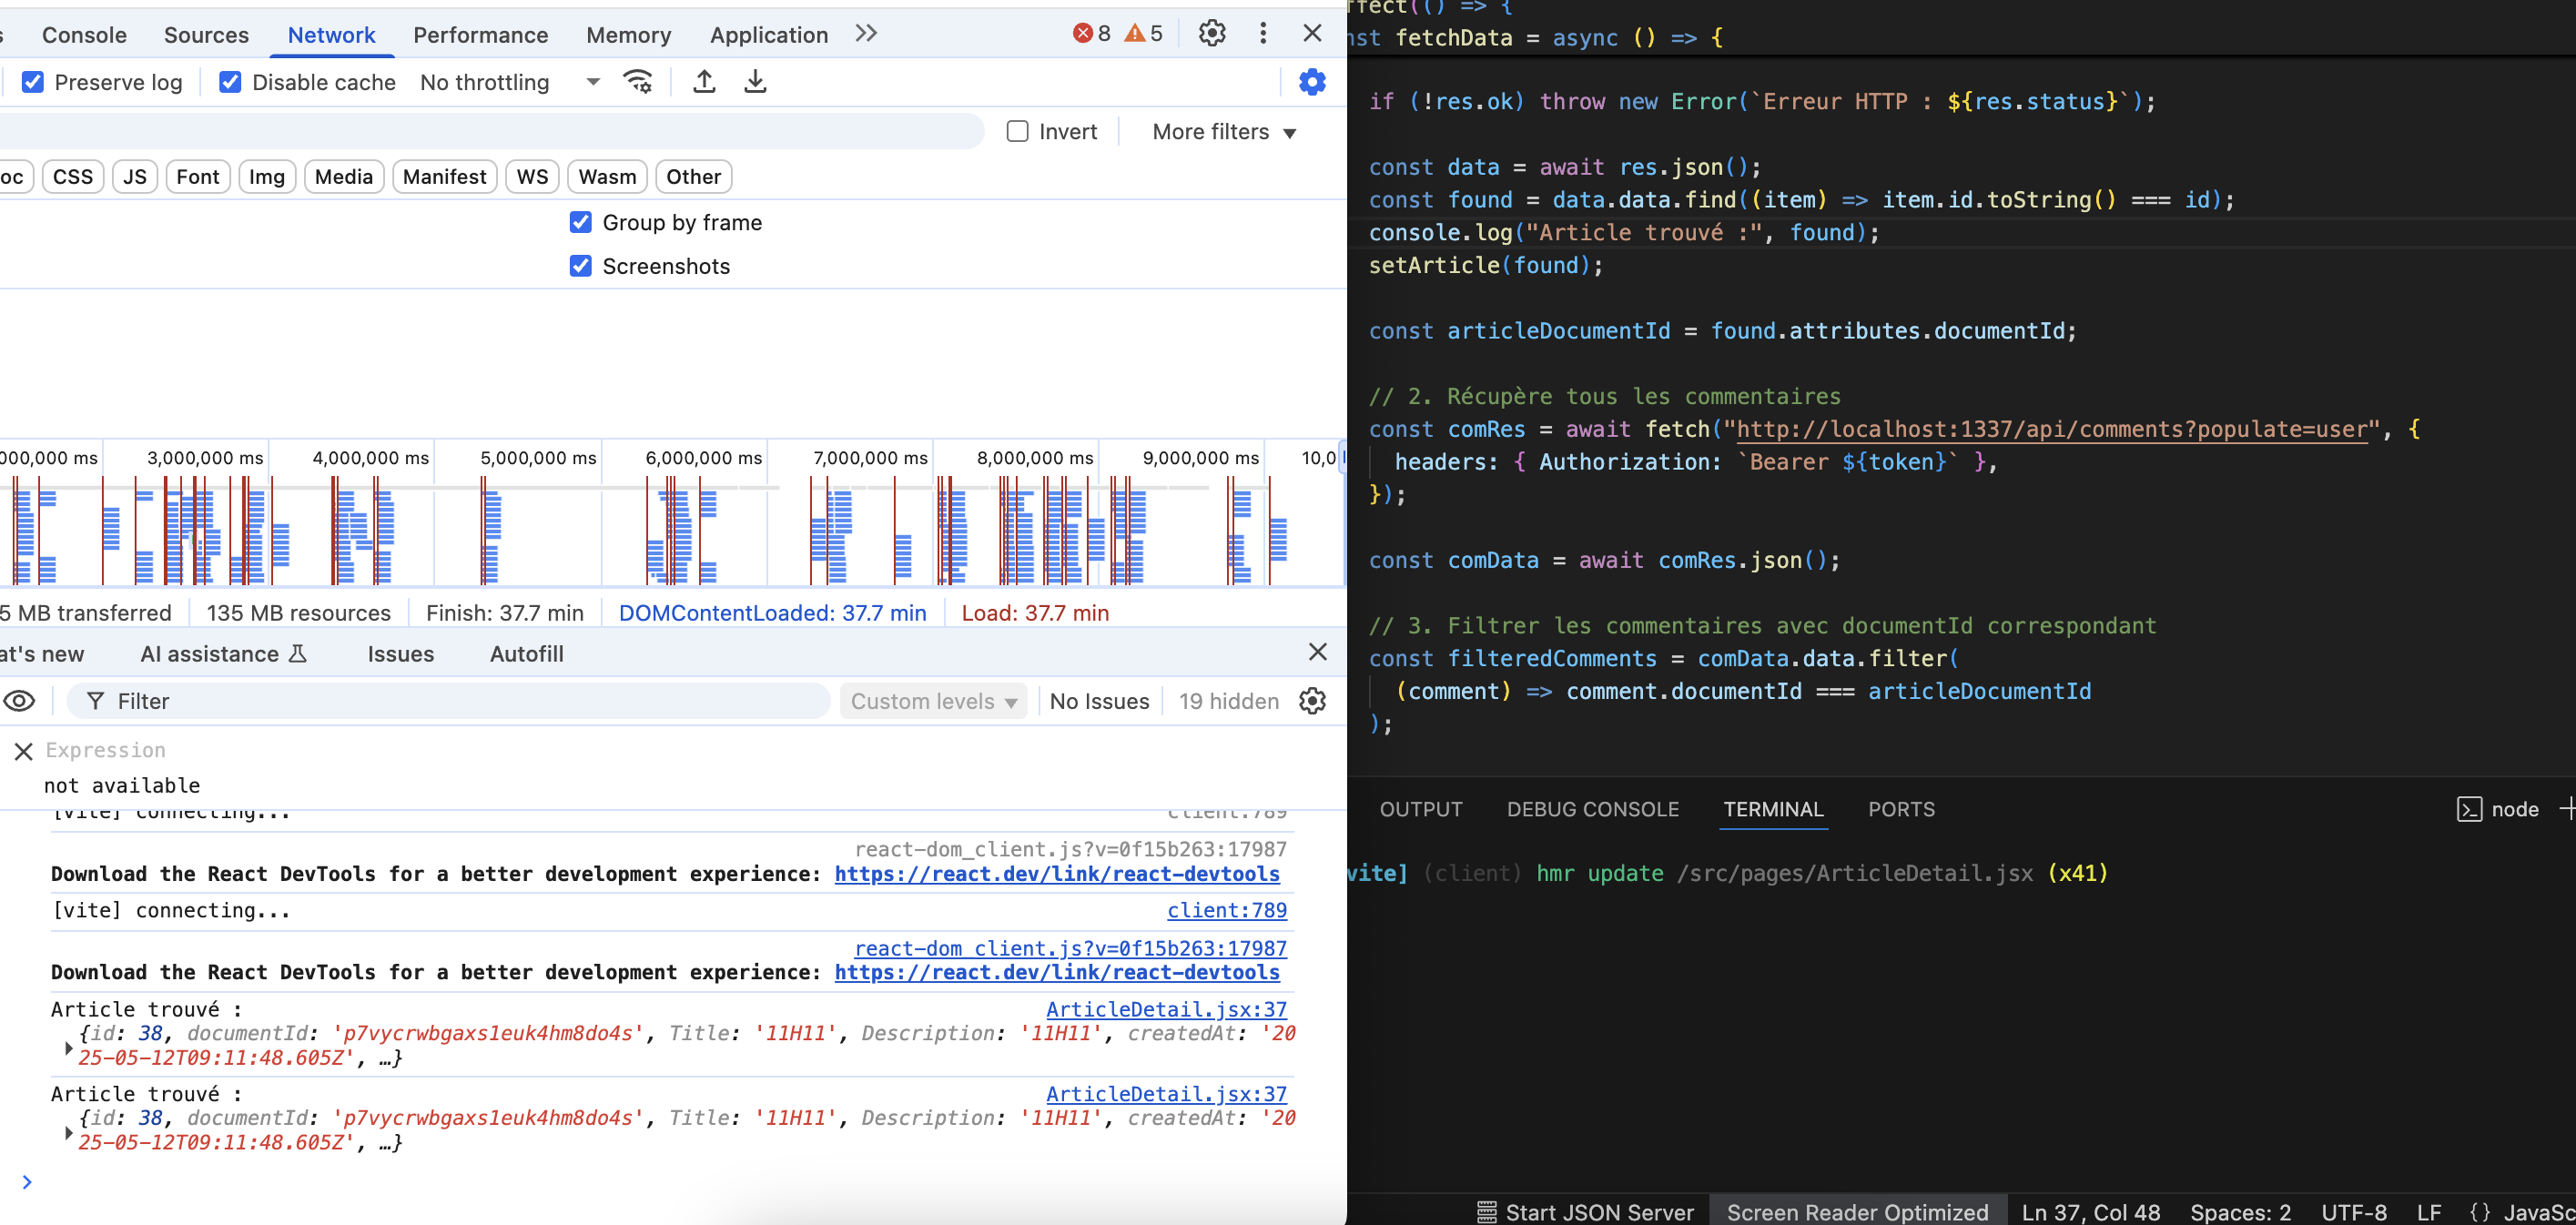 Console Sources Network Performance Memory Application 8 5
Preserve log Disable cache No throttling
Invert More filters
oc CSS JS Font Img Media Manifest WS Wasm Other
Group by frame
Screenshots
000,000 ms 3,000,000 ms 4,000,000 ms 5,000,000 ms 6,000,000 ms 7,000,000 ms 8,000,000 ms 9,000,000 ms 10,0
5 MB transferred 135 MB resources Finish: 37.7 min DOMContentLoaded: 37.7 min Load: 37.7 min
at's new AI assistance Issues Autofill
Filter Custom levels No Issues 19 hidden
Expression
not available
[vite] connecting... client:789
react-dom_client.js?v=0f15b263:17987
Download the React DevTools for a better development experience: https://react.dev/link/react-devtools
[vite] connecting... client:789
react-dom_client.js?v=0f15b263:17987
Download the React DevTools for a better development experience: https://react.dev/link/react-devtools
Article trouvé : ArticleDetail.jsx:37
{id: 38, documentId: 'p7vycrwbgaxs1euk4hm8do4s', Title: '11H11', Description: '11H11', createdAt: '20
25-05-12T09:11:48.605Z', …}
Article trouvé : ArticleDetail.jsx:37
{id: 38, documentId: 'p7vycrwbgaxs1euk4hm8do4s', Title: '11H11', Description: '11H11', createdAt: '20
25-05-12T09:11:48.605Z', …}
ffect(() => {
nst fetchData = async () => {
if (!res.ok) throw new Error(`Erreur HTTP : ${res.status}`);
const data = await res.json();
const found = data.data.find((item) => item.id.toString() === id);
console.log("Article trouvé :", found);
setArticle(found);
const articleDocumentId = found.attributes.documentId;
// 2. Récupère tous les commentaires
const comRes = await fetch("http://localhost:1337/api/comments?populate=user", {
headers: { Authorization: `Bearer ${token}` },
});
const comData = await comRes.json();
// 3. Filtrer les commentaires avec documentId correspondant
const filteredComments = comData.data.filter(
(comment) => comment.documentId === articleDocumentId
);
OUTPUT DEBUG CONSOLE TERMINAL PORTS node
vite] (client) hmr update /src/pages/ArticleDetail.jsx (x41)
Start JSON Server Screen Reader Optimized Ln 37, Col 48 Spaces: 2 UTF-8 LF {} JavaSc